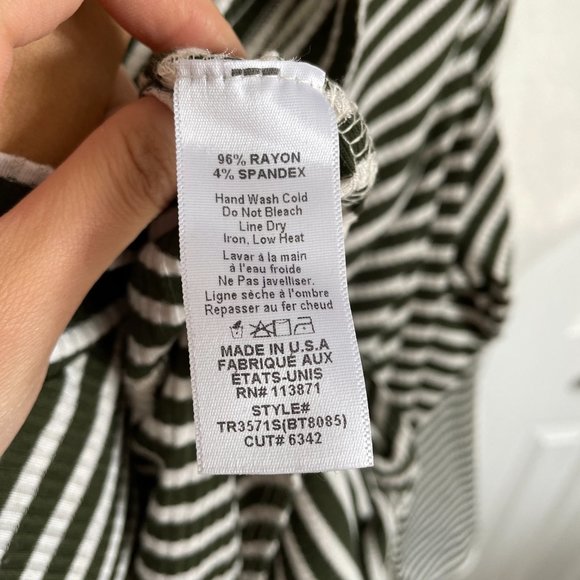 96% RAYON
4% SPANDEX
Hand Wash Cold
Do Not Bleach
Line Dry
Iron, Low Heat
Lavar à la main
à l'eau froide
Ne Pas javelliser.
Ligne sèche à l'ombre
Repasser au fer cheud
MADE IN U.S.A
FABRIQUÉ AUX
ÉTATS-UNIS
RN# 113871
STYLE#
TR3571S(BT8085)
CUT# 6342